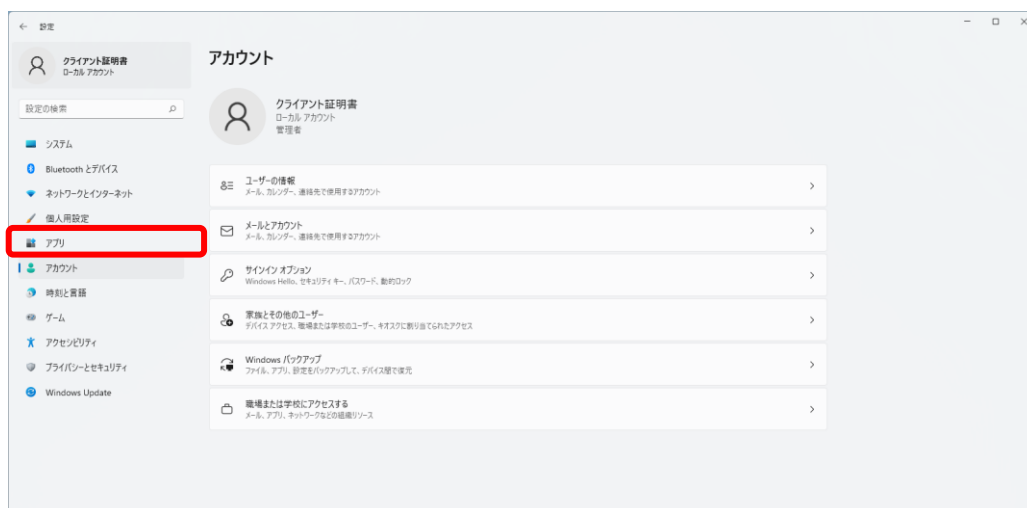 設定
クライアント証明書
ローカル アカウント
設定の検索
システム
Bluetooth とデバイス
ネットワークとインターネット
個人用設定
アプリ
アカウント
時刻と言語
ゲーム
アクセシビリティ
プライバシーとセキュリティ
Windows Update
アカウント
クライアント証明書
ローカル アカウント
管理者
ユーザーの情報
メール、カレンダー、連絡先で使用するアカウント
メールとアカウント
メール、カレンダー、連絡先で使用するアカウント
サインイン オプション
Windows Hello、セキュリティ キー、パスワード、動的ロック
家族とその他のユーザー
デバイス アクセス、職場または学校のユーザー、キオスクに割り当てられたアクセス
Windows バックアップ
ファイル、アプリ、設定をバックアップして、デバイス間で復元
職場または学校にアクセスする
メール、アプリ、ネットワークなどの組織リソース